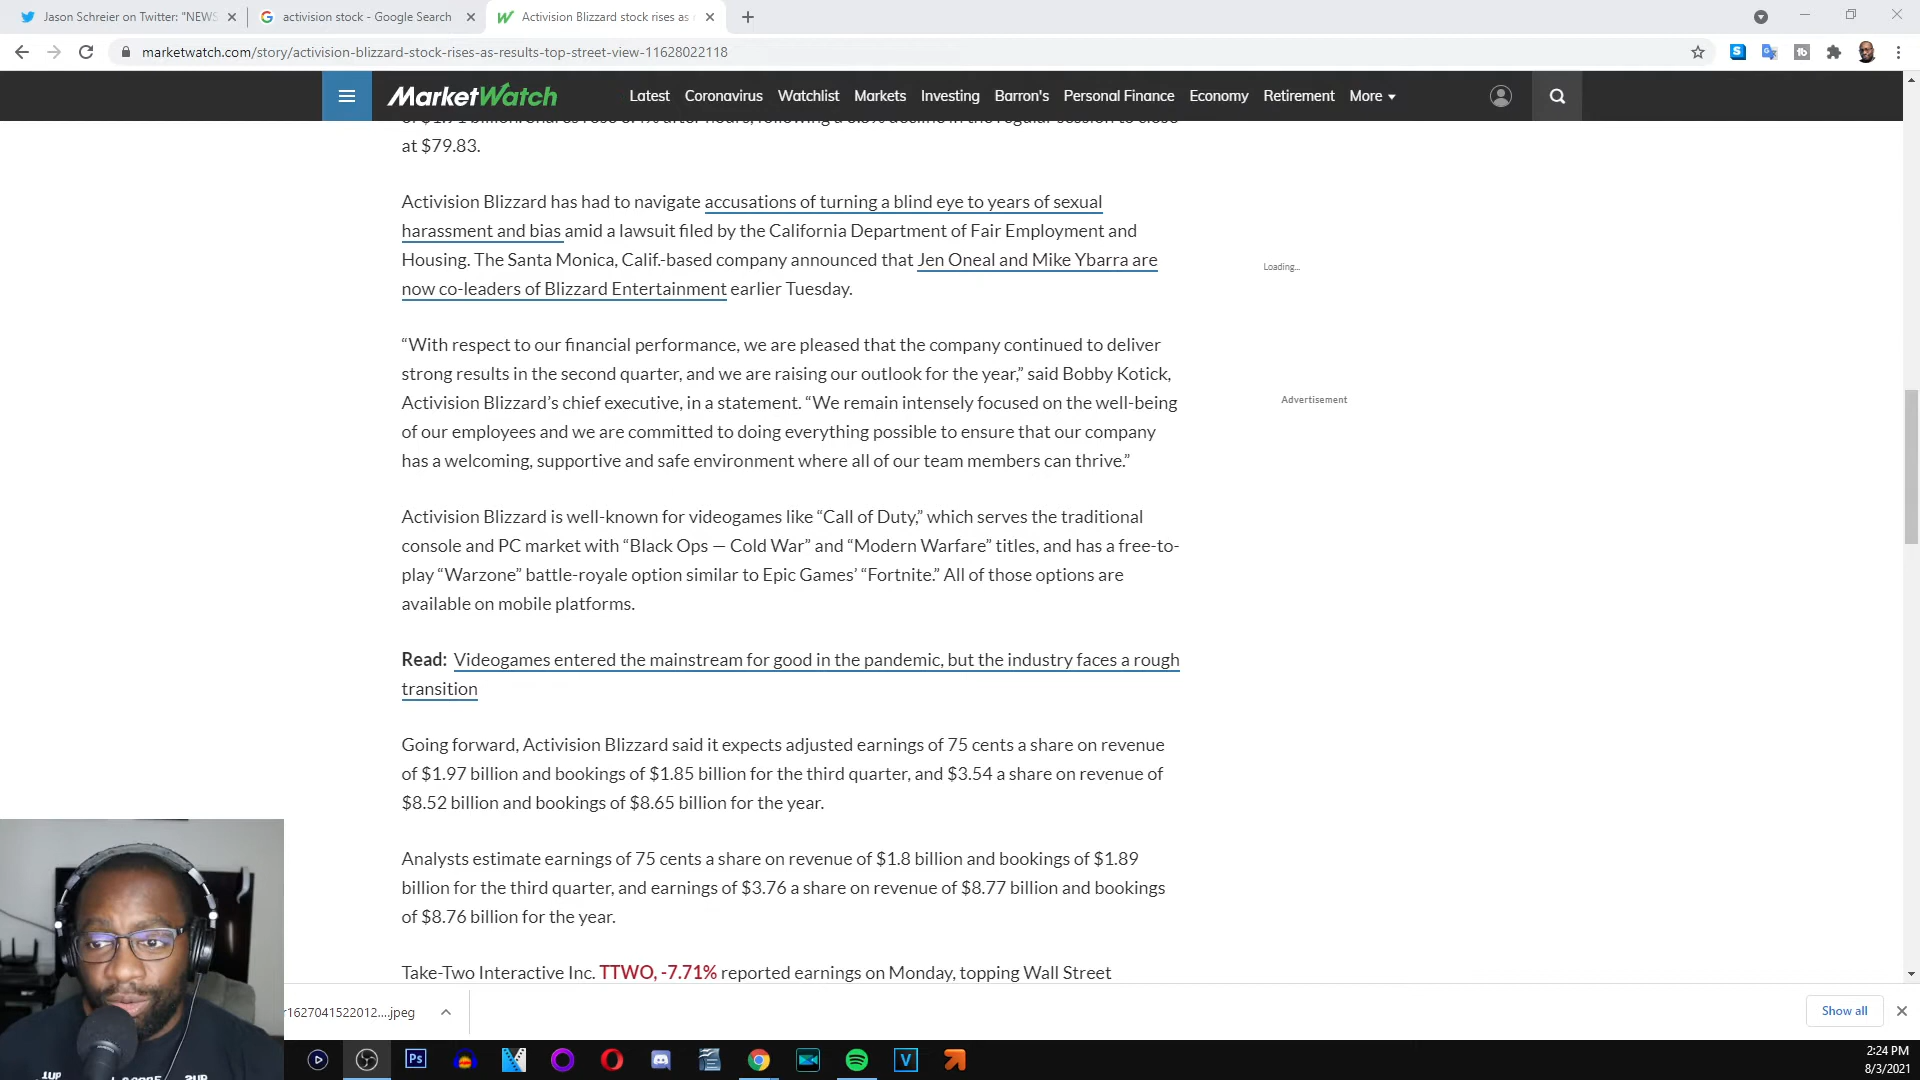 Jason Schreier on Twitter: "NEWS
activision stock - Google Search
Activision Blizzard stock rises as
marketwatch.com/story/activision-blizzard-stock-rises-as-results-top-street-view-11628022118
MarketWatch
Latest Coronavirus Watchlist Markets Investing Barron's Personal Finance Economy Retirement More
at $79.83.
Activision Blizzard has had to navigate accusations of turning a blind eye to years of sexual
harassment and bias amid a lawsuit filed by the California Department of Fair Employment and
Housing. The Santa Monica, Calif.-based company announced that Jen Oneal and Mike Ybarra are
now co-leaders of Blizzard Entertainment earlier Tuesday.
Loading...
“With respect to our financial performance, we are pleased that the company continued to deliver
strong results in the second quarter, and we are raising our outlook for the year,” said Bobby Kotick,
Activision Blizzard’s chief executive, in a statement. “We remain intensely focused on the well-being
of our employees and we are committed to doing everything possible to ensure that our company
has a welcoming, supportive and safe environment where all of our team members can thrive.”
Advertisement
Activision Blizzard is well-known for videogames like “Call of Duty,” which serves the traditional
console and PC market with “Black Ops — Cold War” and “Modern Warfare” titles, and has a free-to-
play “Warzone” battle-royale option similar to Epic Games’ “Fortnite.” All of those options are
available on mobile platforms.
Read: Videogames entered the mainstream for good in the pandemic, but the industry faces a rough
transition
Going forward, Activision Blizzard said it expects adjusted earnings of 75 cents a share on revenue
of $1.97 billion and bookings of $1.85 billion for the third quarter, and $3.54 a share on revenue of
$8.52 billion and bookings of $8.65 billion for the year.
Analysts estimate earnings of 75 cents a share on revenue of $1.8 billion and bookings of $1.89
billion for the third quarter, and earnings of $3.76 a share on revenue of $8.77 billion and bookings
of $8.76 billion for the year.
Take-Two Interactive Inc. TTWO, -7.71% reported earnings on Monday, topping Wall Street
r1627041522012....jpeg
Show all
Ps
V
2:24 PM
8/3/2021
1UP
2UP